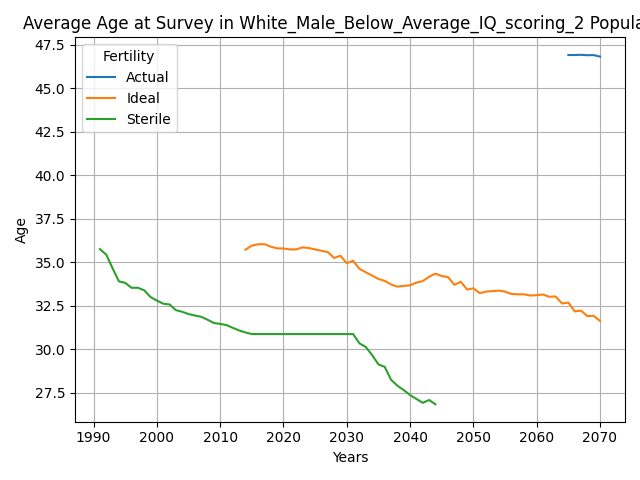 Average Age at Survey in White_Male_Below_Average_IQ_scoring_2 Popula
Fertility
Actual
Ideal
Sterile
47.5
45.0
42.5
40.0
37.5
35.0
32.5
30.0
27.5
Age
1990 2000 2010 2020 2030 2040 2050 2060 2070
Years